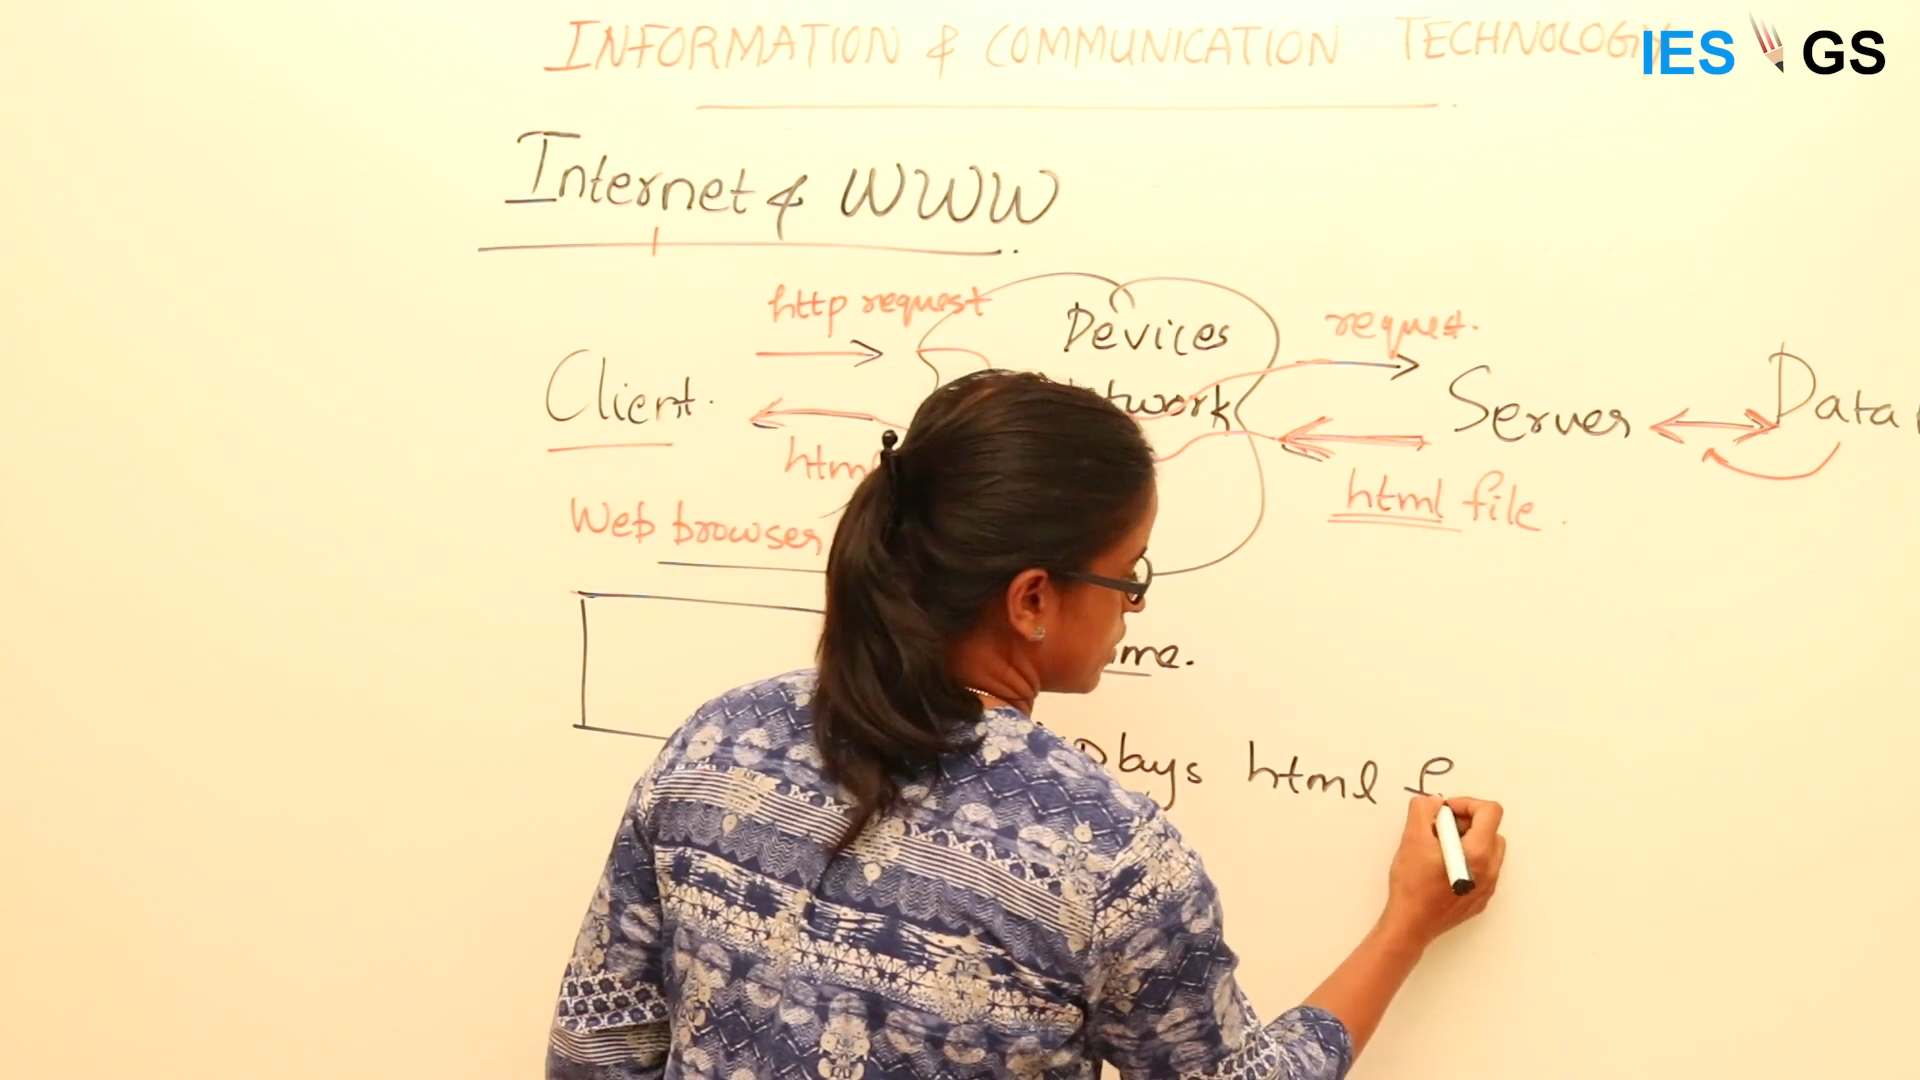 INFORMATION & COMMUNICATION TECHNOLOGY
IES GS
Internet & WWW
http request
Devices
request.
Client.
Server
Data
html
html file.
Web browser
html